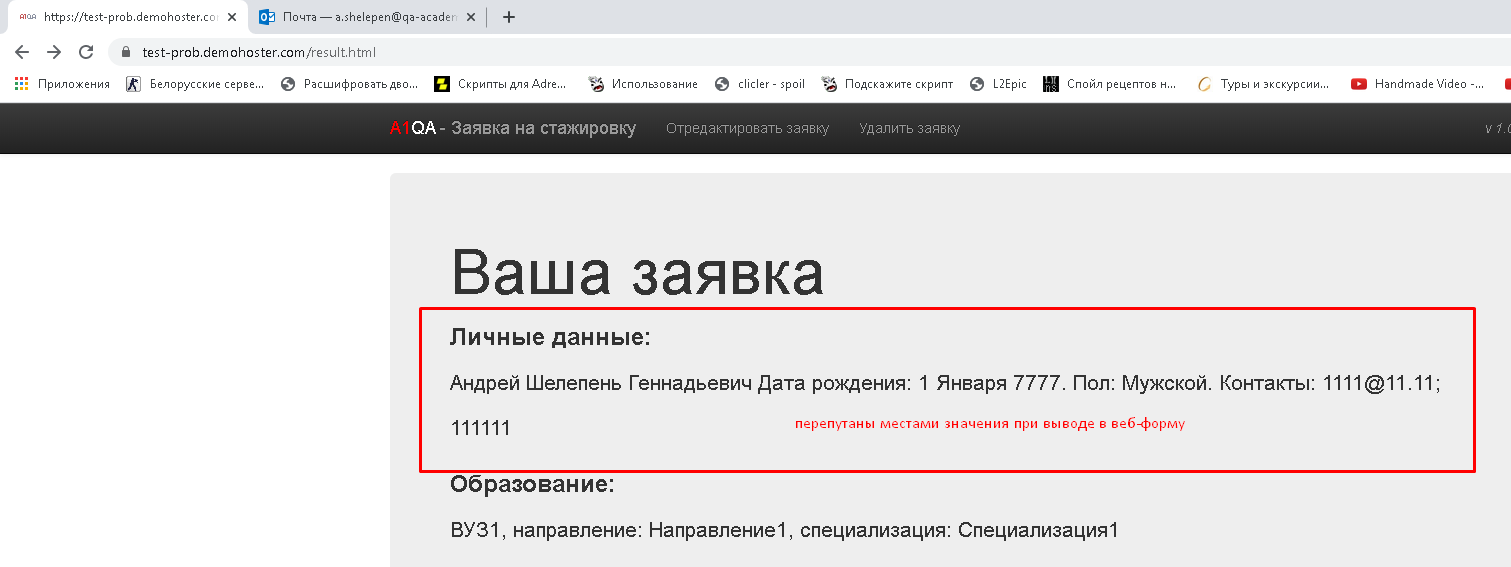 https://test-prob.demohoster.co
Почта — a.shelepen@qa-academ
test-prob.demohoster.com/result.html
Приложения Белорусские серве... Расшифровать дво... Скрипты для Adre... Использование clicler - spoil Подскажите скрипт L2Epic Спойл рецептов н... Туры и экскурсии... Handmade Video -...
A1QA - Заявка на стажировку Отредактировать заявку Удалить заявку v 1.0
Ваша заявка
Личные данные:
Андрей Шелепень Геннадьевич Дата рождения: 1 Января 7777. Пол: Мужской. Контакты: 1111@11.11;
111111
перепутаны местами значения при выводе в веб-форму
Образование:
ВУЗ1, направление: Направление1, специализация: Специализация1